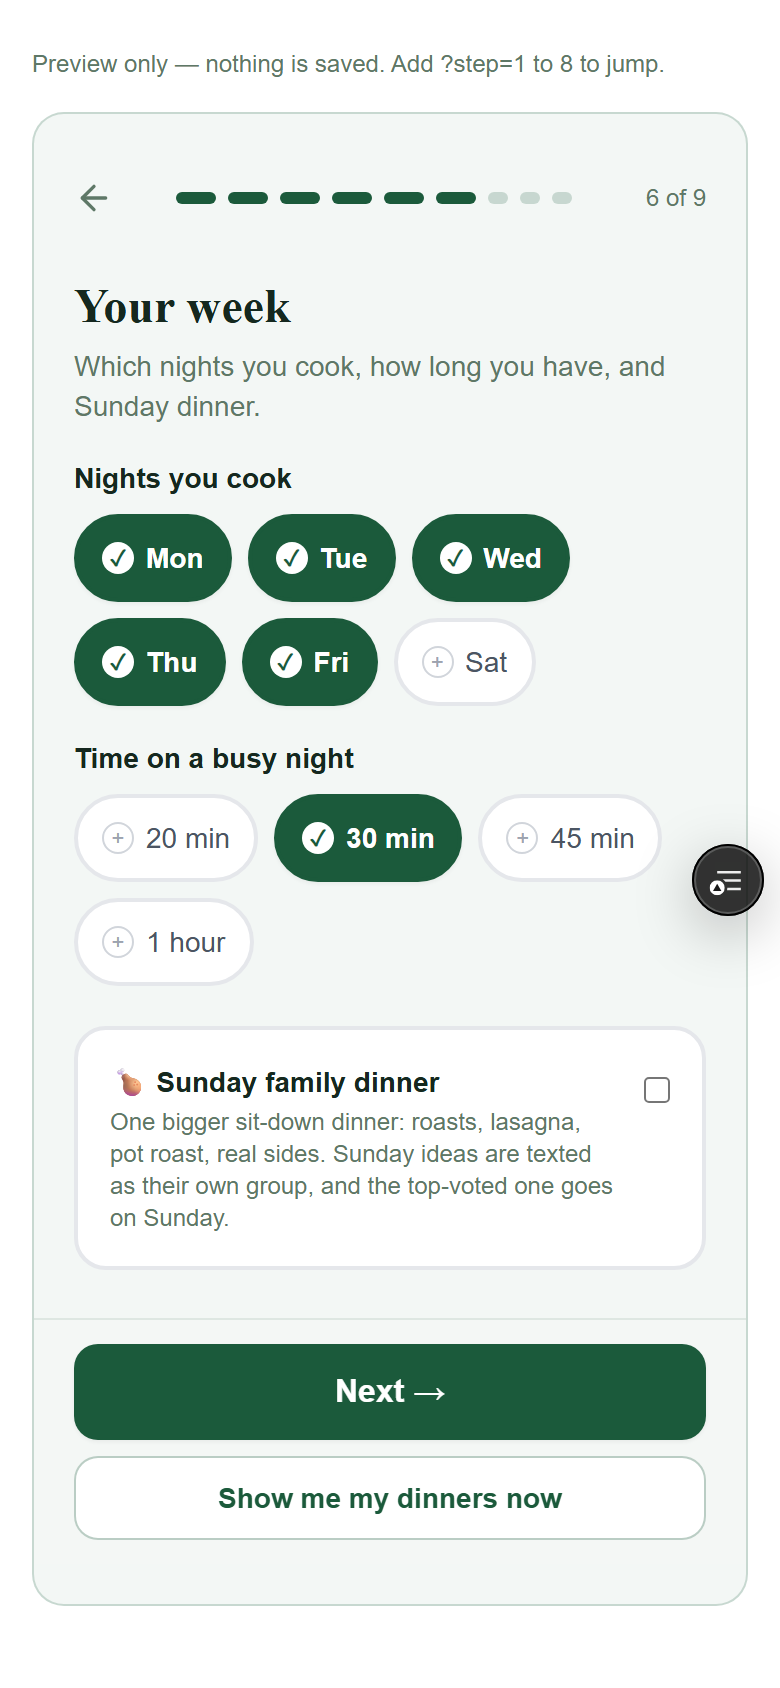 Preview only — nothing is saved. Add ?step=1 to 8 to jump.
6 of 9
Your week
Which nights you cook, how long you have, and
Sunday dinner.
Nights you cook
Mon
Tue
Wed
Thu
Fri
Sat
Time on a busy night
20 min
30 min
45 min
1 hour
Sunday family dinner
One bigger sit-down dinner: roasts, lasagna,
pot roast, real sides. Sunday ideas are texted
as their own group, and the top-voted one goes
on Sunday.
Next →
Show me my dinners now